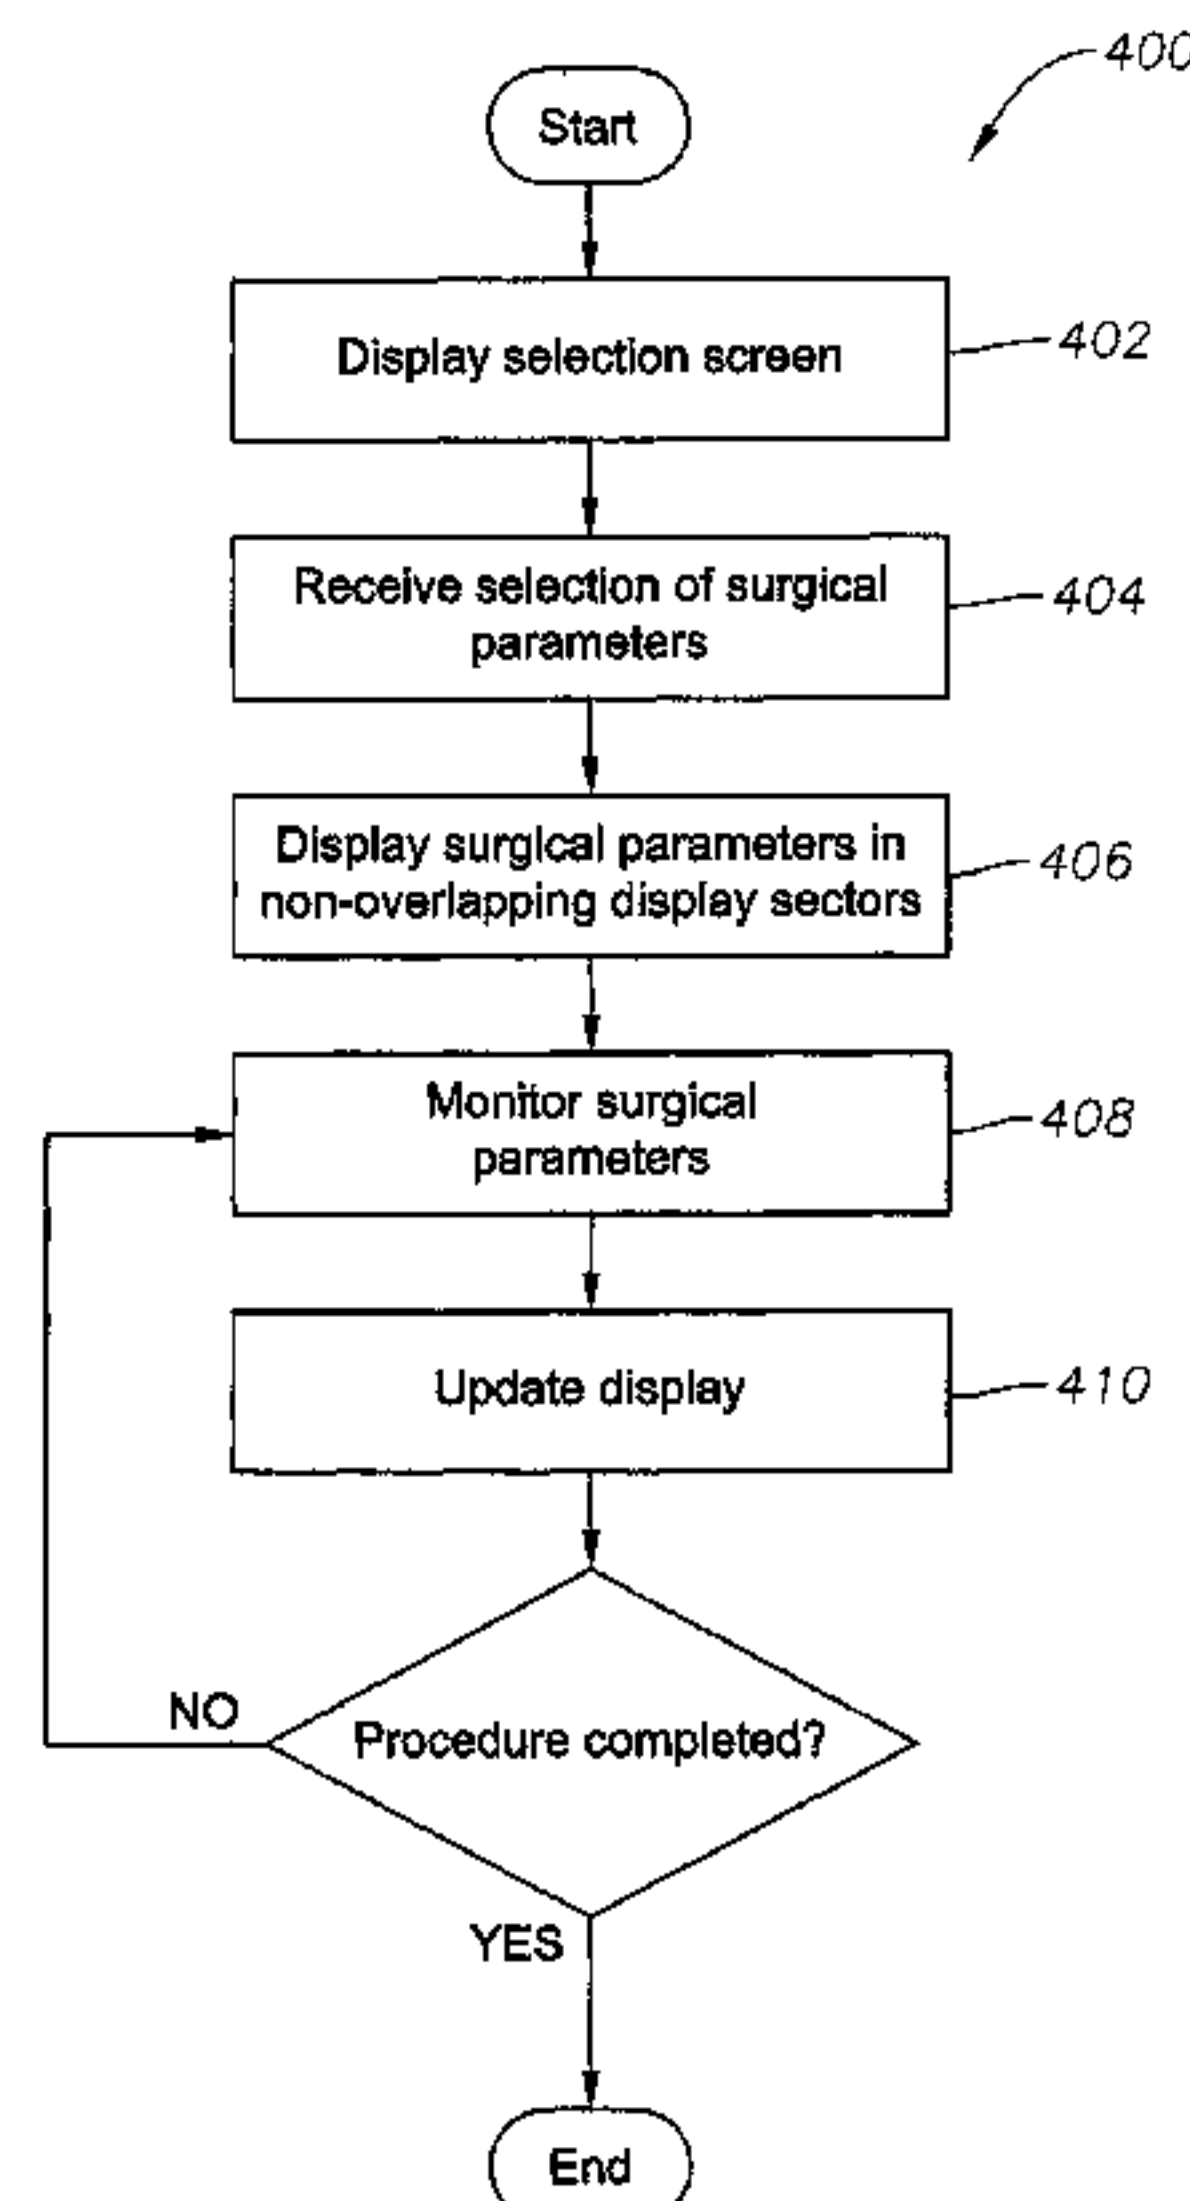 400
Start
Display selection screen
402
Receive selection of surgical
parameters
404
Display surgical parameters in
non-overlapping display sectors
406
Monitor surgical
parameters
408
Update display
410
NO
Procedure completed?
YES
End